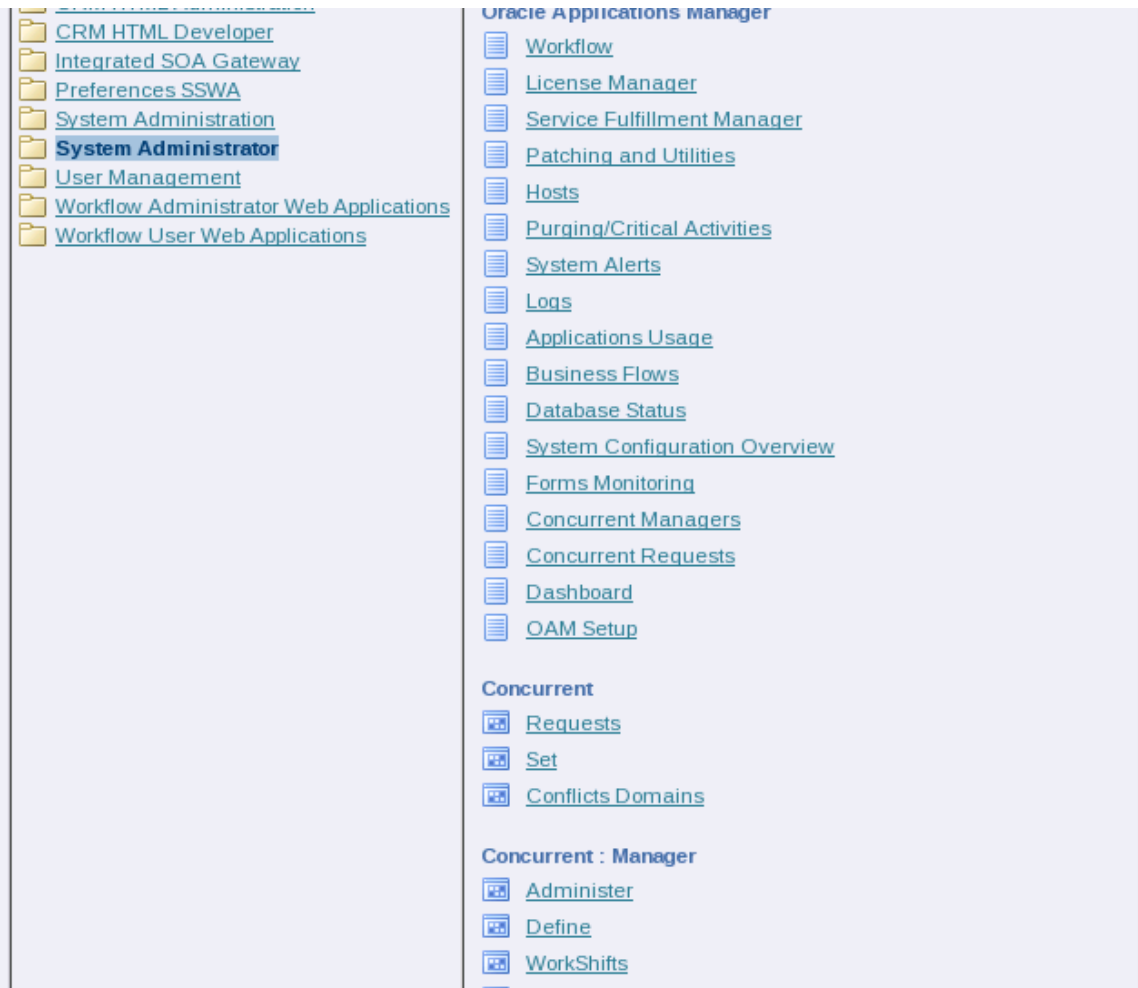 CRM HTML Administration
CRM HTML Developer
Integrated SOA Gateway
Preferences SSWA
System Administration
System Administrator
User Management
Workflow Administrator Web Applications
Workflow User Web Applications
Oracle Applications Manager
Workflow
License Manager
Service Fulfillment Manager
Patching and Utilities
Hosts
Purging/Critical Activities
System Alerts
Logs
Applications Usage
Business Flows
Database Status
System Configuration Overview
Forms Monitoring
Concurrent Managers
Concurrent Requests
Dashboard
OAM Setup
Concurrent
Requests
Set
Conflicts Domains
Concurrent : Manager
Administer
Define
WorkShifts